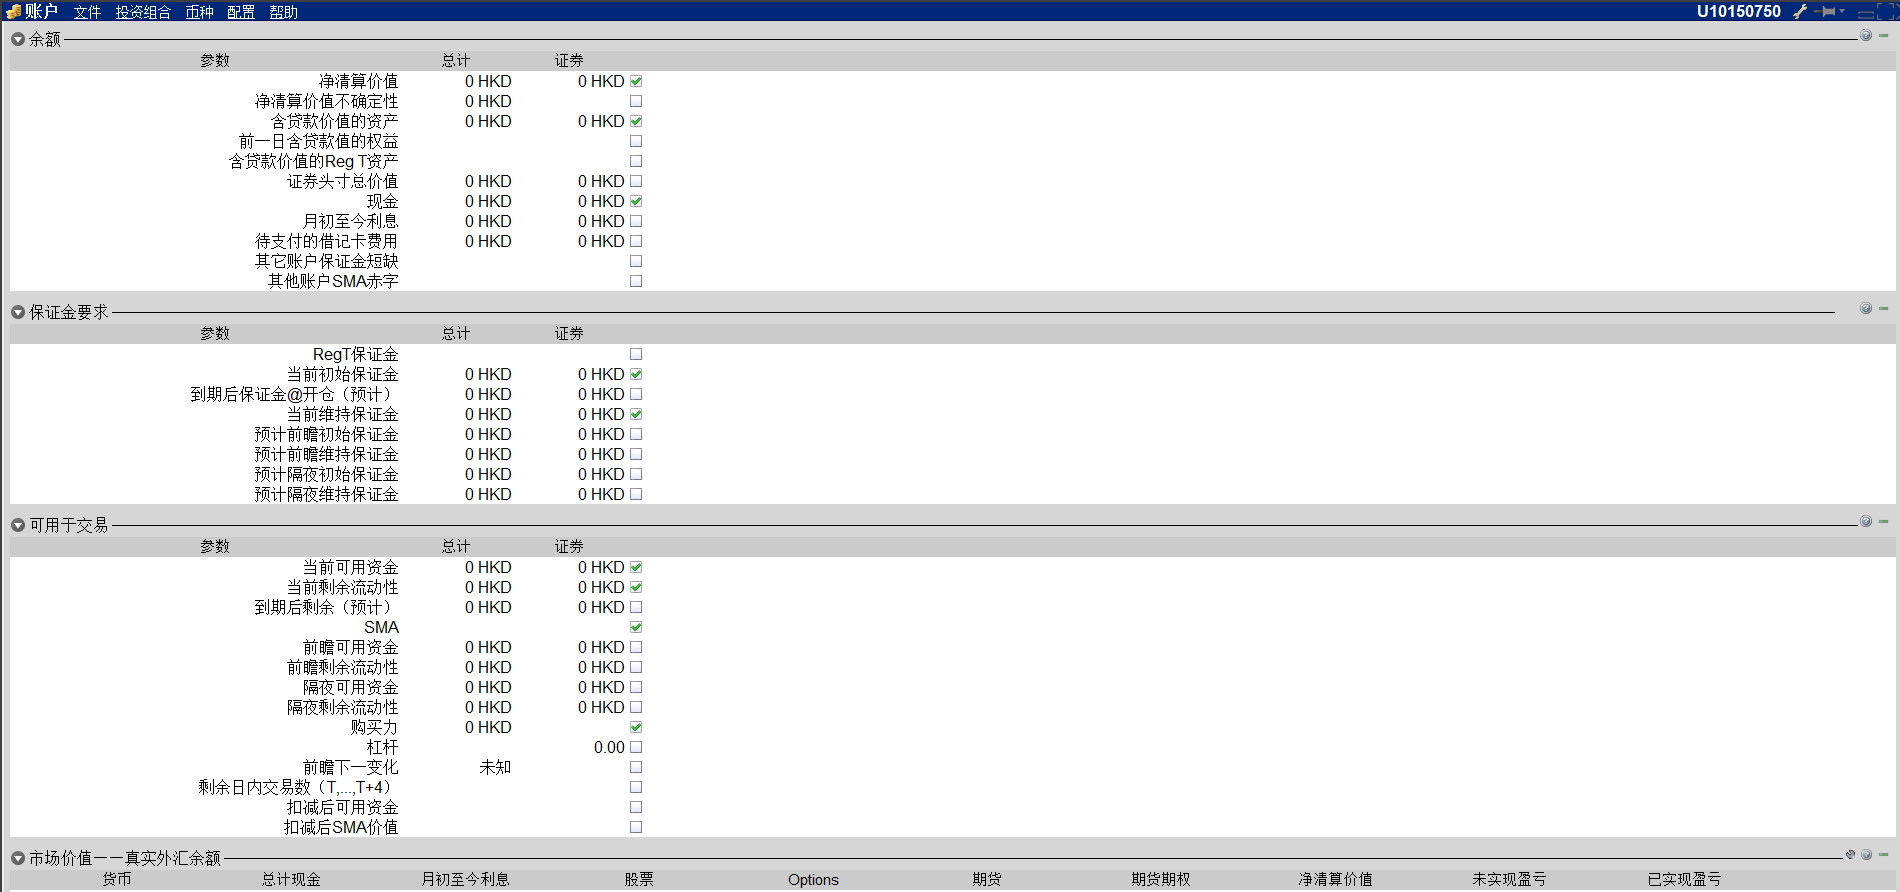 账户 文件 投资组合 币种 配置 帮助 U10150750
余额
参数 总计 证券
净清算价值 0 HKD 0 HKD
净清算价值不确定性 0 HKD
含贷款价值的资产 0 HKD 0 HKD
前一日含贷款值的权益
含贷款价值的Reg T资产
证券头寸总价值 0 HKD 0 HKD
现金 0 HKD 0 HKD
月初至今利息 0 HKD 0 HKD
待支付的借记卡费用 0 HKD 0 HKD
其它账户保证金短缺
其他账户SMA赤字
保证金要求
参数 总计 证券
RegT保证金
当前初始保证金 0 HKD 0 HKD
到期后保证金@开仓（预计） 0 HKD 0 HKD
当前维持保证金 0 HKD 0 HKD
预计前瞻初始保证金 0 HKD 0 HKD
预计前瞻维持保证金 0 HKD 0 HKD
预计隔夜初始保证金 0 HKD 0 HKD
预计隔夜维持保证金 0 HKD 0 HKD
可用于交易
参数 总计 证券
当前可用资金 0 HKD 0 HKD
当前剩余流动性 0 HKD 0 HKD
到期后剩余（预计） 0 HKD 0 HKD
SMA
前瞻可用资金 0 HKD 0 HKD
前瞻剩余流动性 0 HKD 0 HKD
隔夜可用资金 0 HKD 0 HKD
隔夜剩余流动性 0 HKD 0 HKD
购买力 0 HKD
杠杆 0.00
前瞻下一变化 未知
剩余日内交易数（T,...,T+4）
扣减后可用资金
扣减后SMA价值
市场价值——真实外汇余额
货币 总计现金 月初至今利息 股票 Options 期货 期货期权 净清算价值 未实现盈亏 已实现盈亏